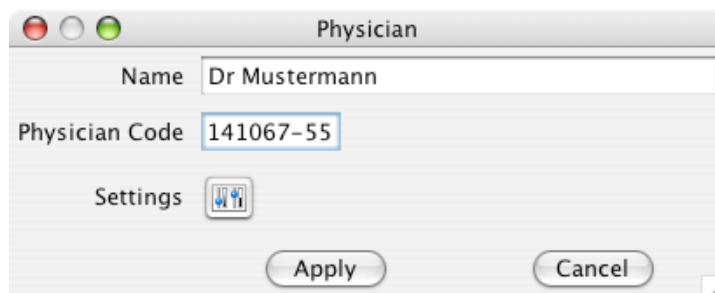 Physician
Name Dr Mustermann
Physician Code 141067-55
Settings
Apply Cancel